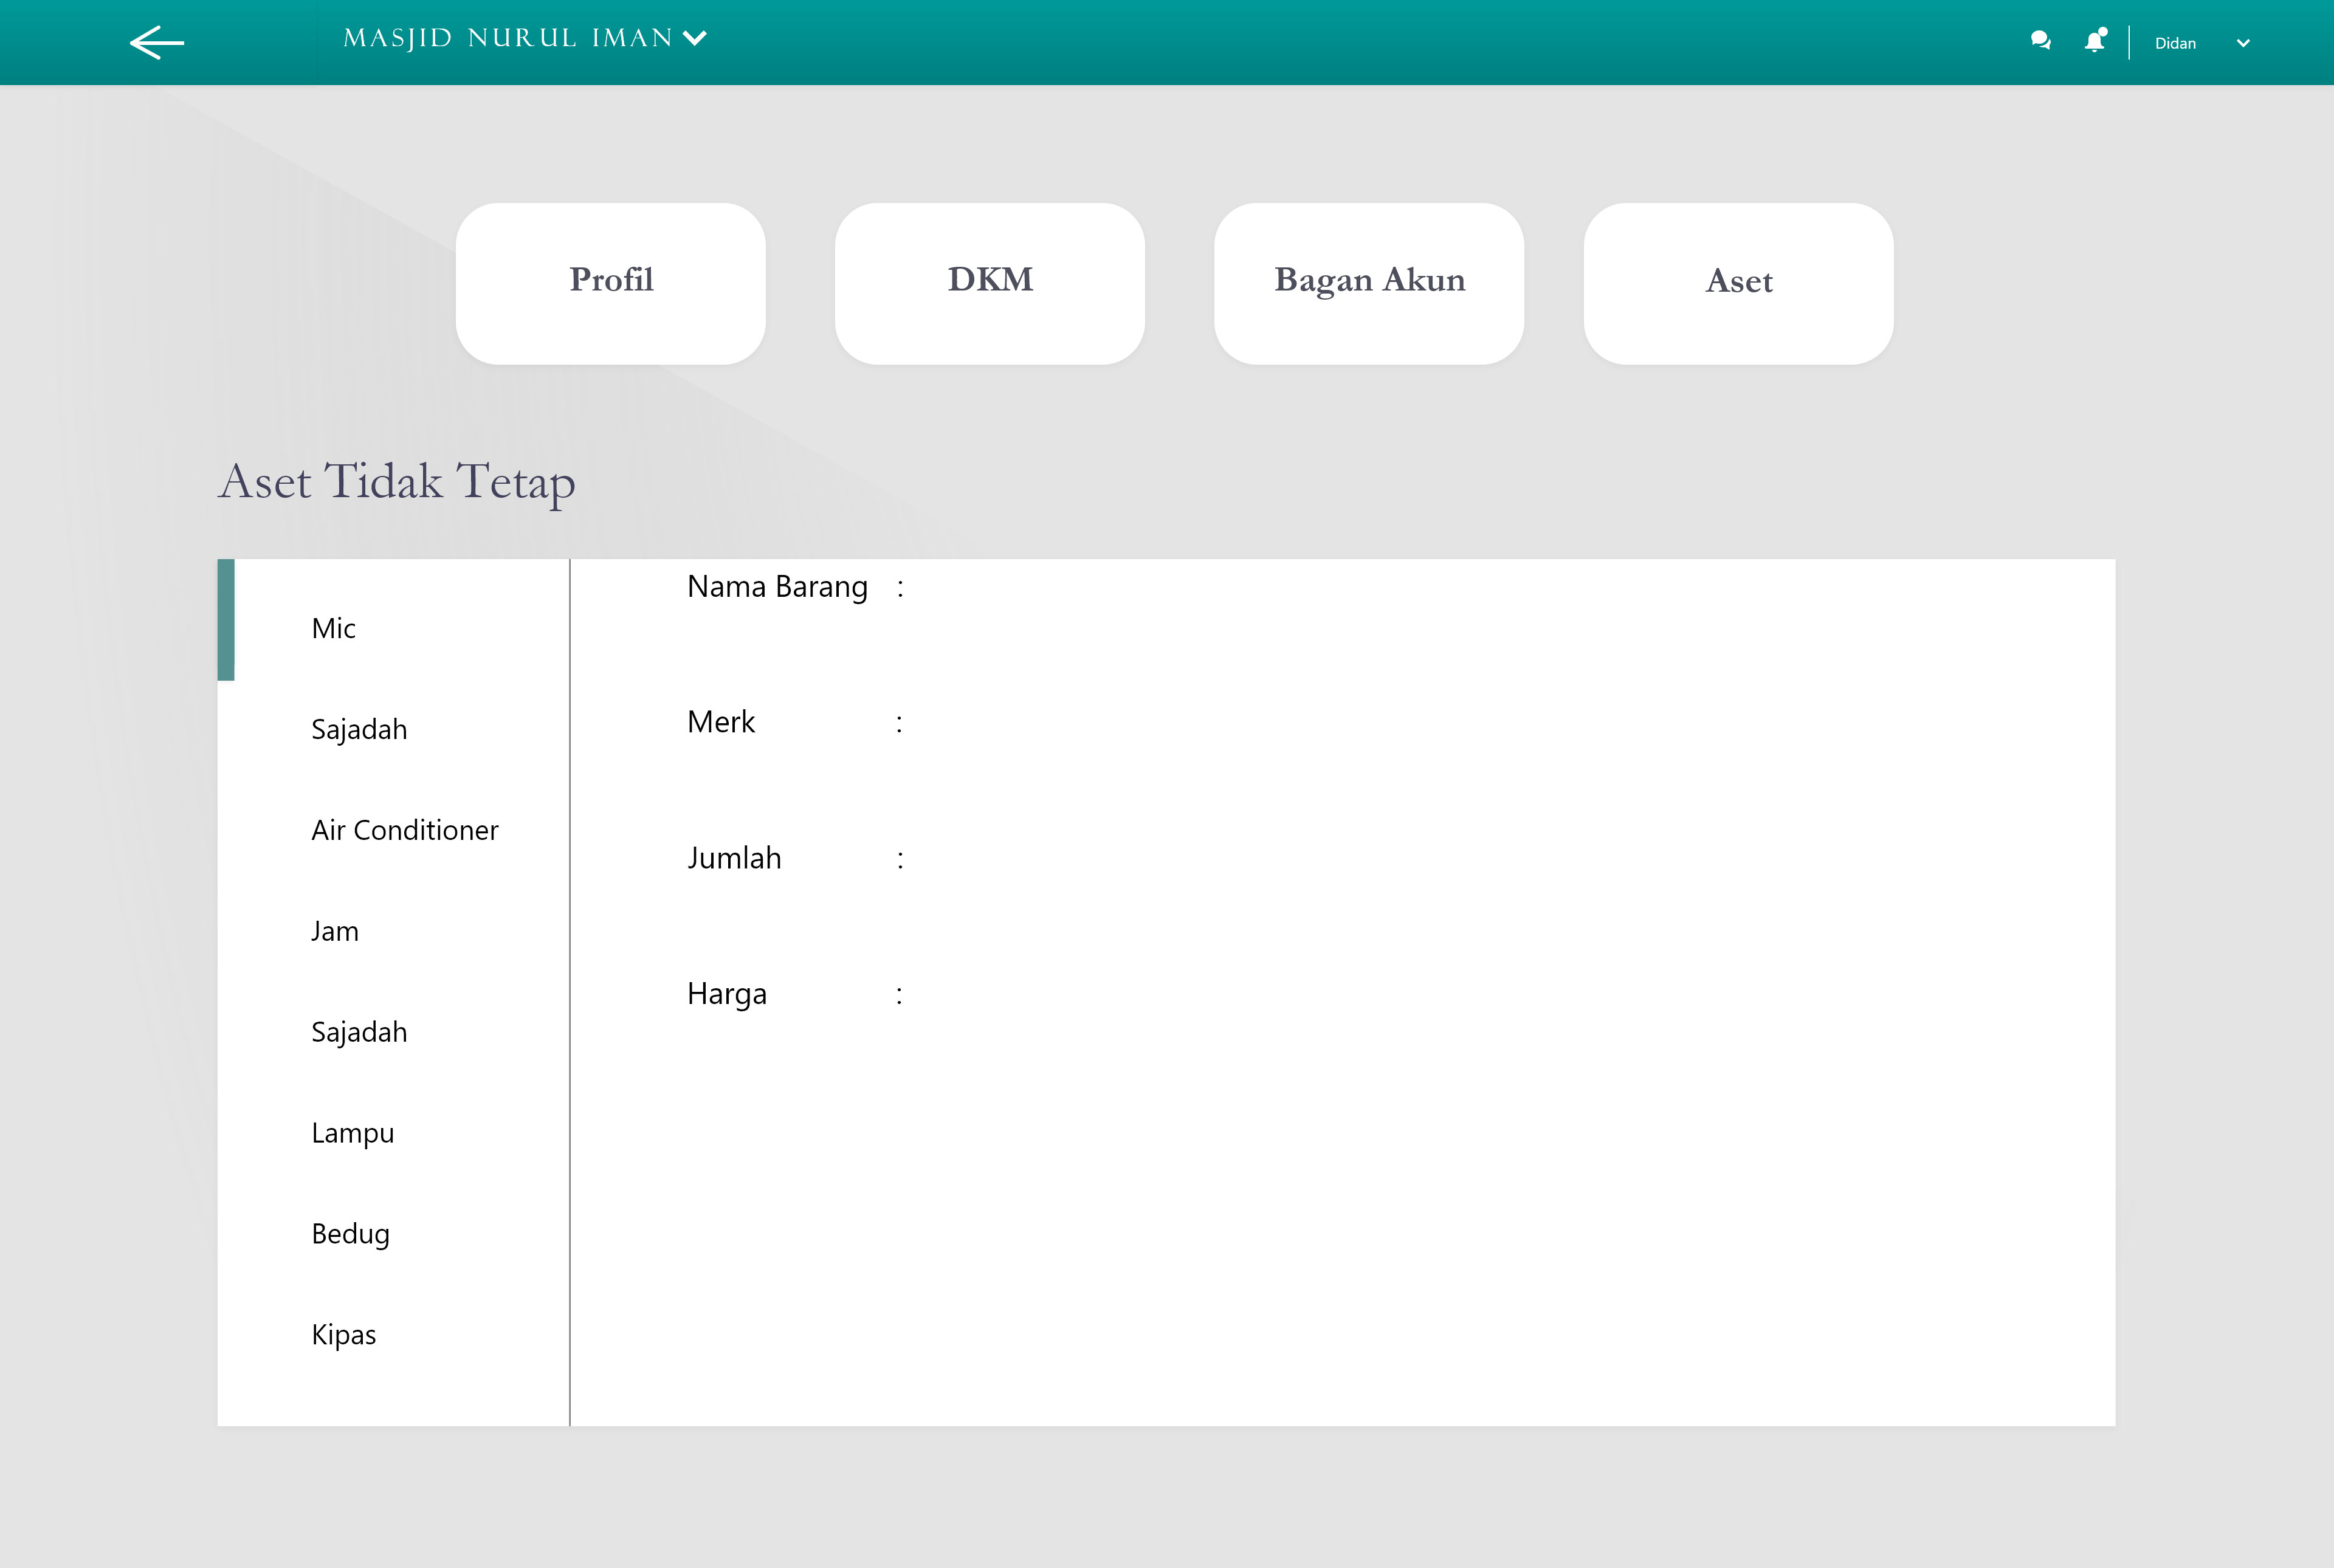 MASJID NURUL IMAN
Didan
Profil
DKM
Bagan Akun
Aset
Aset Tidak Tetap
Mic
Sajadah
Air Conditioner
Jam
Sajadah
Lampu
Bedug
Kipas
Nama Barang :
Merk :
Jumlah :
Harga :